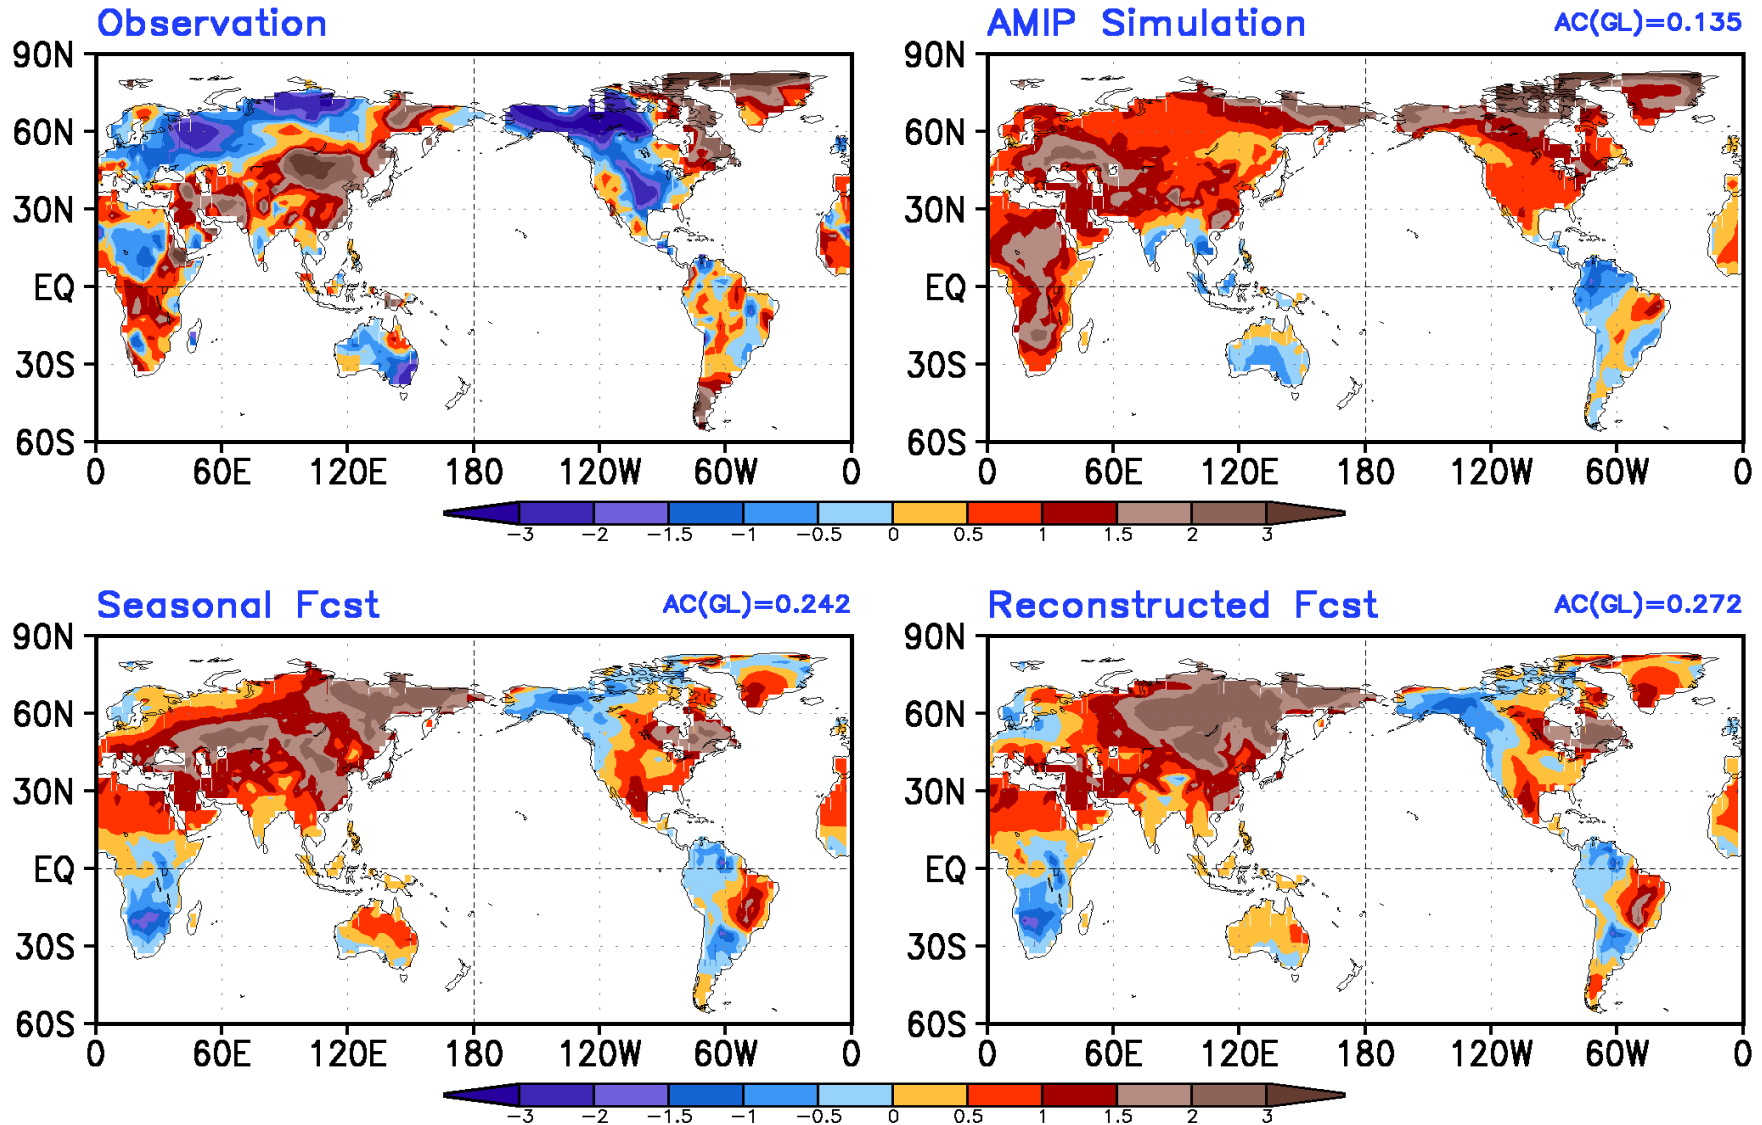 Observation
AMIP Simulation AC(GL)=0.135
90N 90N
60N 60N
30N 30N
EQ EQ
30S 30S
60S 60S
0 60E 120E 180 120W 60W 0 0 60E 120E 180 120W 60W 0
-3 -2 -1.5 -1 -0.5 0 0.5 1 1.5 2 3
Seasonal Fcst AC(GL)=0.242
Reconstructed Fcst AC(GL)=0.272
90N 90N
60N 60N
30N 30N
EQ EQ
30S 30S
60S 60S
0 60E 120E 180 120W 60W 0 0 60E 120E 180 120W 60W 0
-3 -2 -1.5 -1 -0.5 0 0.5 1 1.5 2 3